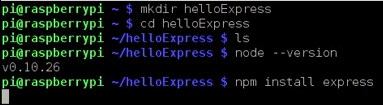 pi@raspberrypi ~ $ mkdir helloExpress
pi@raspberrypi ~ $ cd helloExpress
pi@raspberrypi ~/helloExpress $ ls
pi@raspberrypi ~/helloExpress $ node --version
v0.10.26
pi@raspberrypi ~/helloExpress $ npm install express